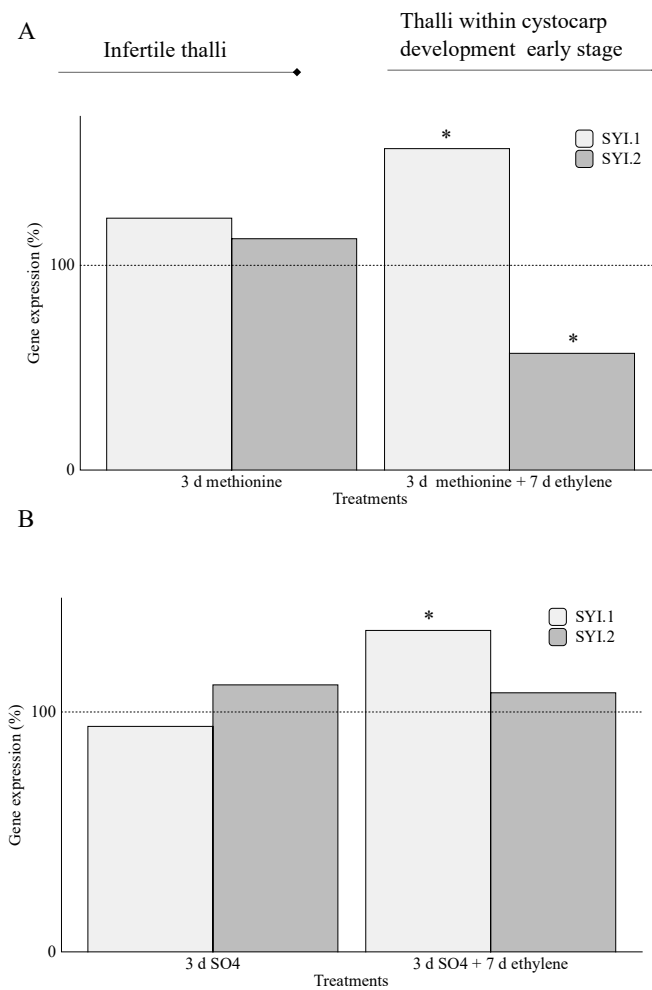 A
Infertile thalli
Thalli within cystocarp
development early stage
*
SYI.1
SYI.2
Gene expression (%)
100
*
0
3 d methionine
3 d methionine + 7 d ethylene
Treatments
B
*
SYI.1
SYI.2
Gene expression (%)
100
0
3 d SO4
3 d SO4 + 7 d ethylene
Treatments